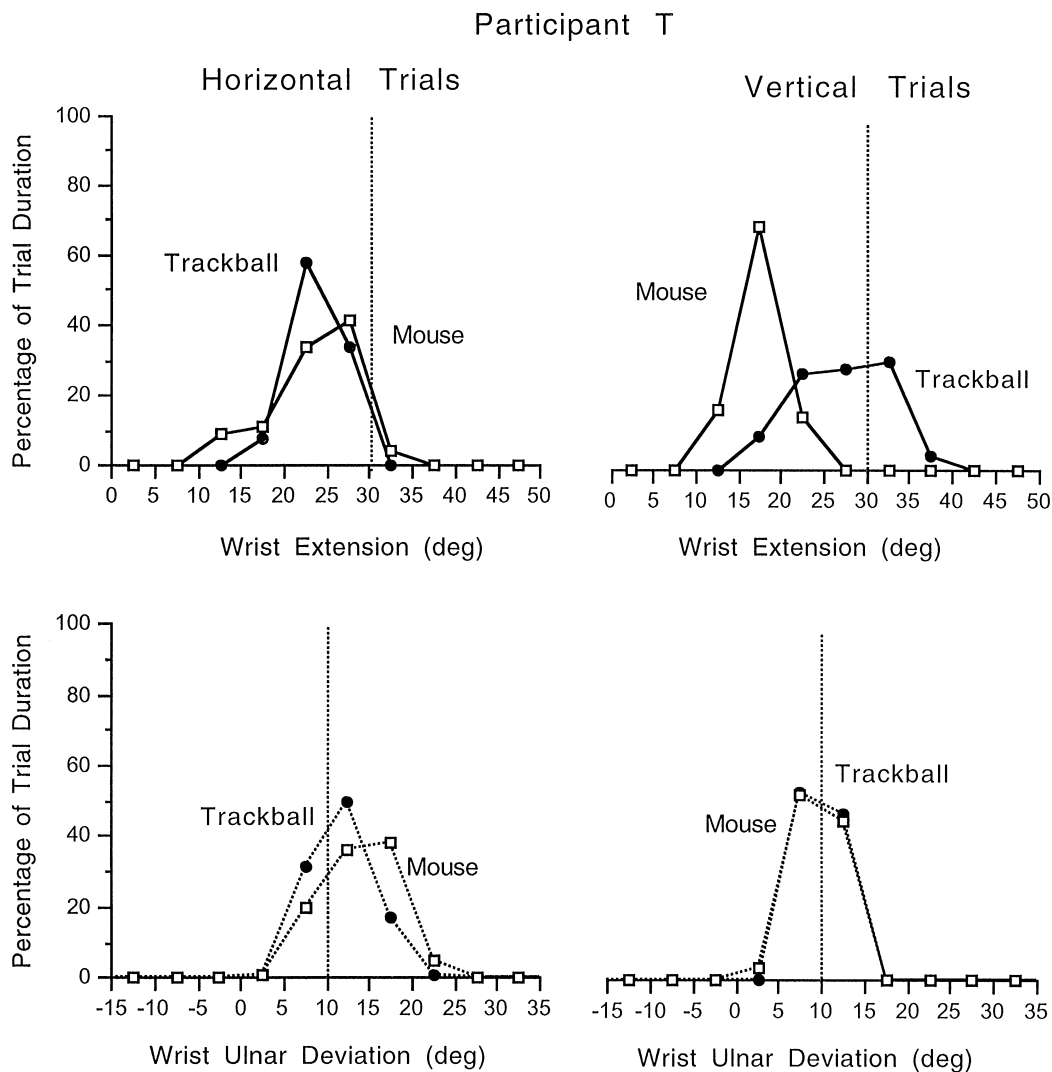 Participant T
Horizontal Trials
Vertical Trials
Percentage of Trial Duration
100
80
60
40
20
0
Trackball
Mouse
0 5 10 15 20 25 30 35 40 45 50
Wrist Extension (deg)
Mouse
Trackball
0 5 10 15 20 25 30 35 40 45 50
Wrist Extension (deg)
Percentage of Trial Duration
100
80
60
40
20
0
Trackball
Mouse
-15 -10 -5 0 5 10 15 20 25 30 35
Wrist Ulnar Deviation (deg)
Trackball
Mouse
-15 -10 -5 0 5 10 15 20 25 30 35
Wrist Ulnar Deviation (deg)